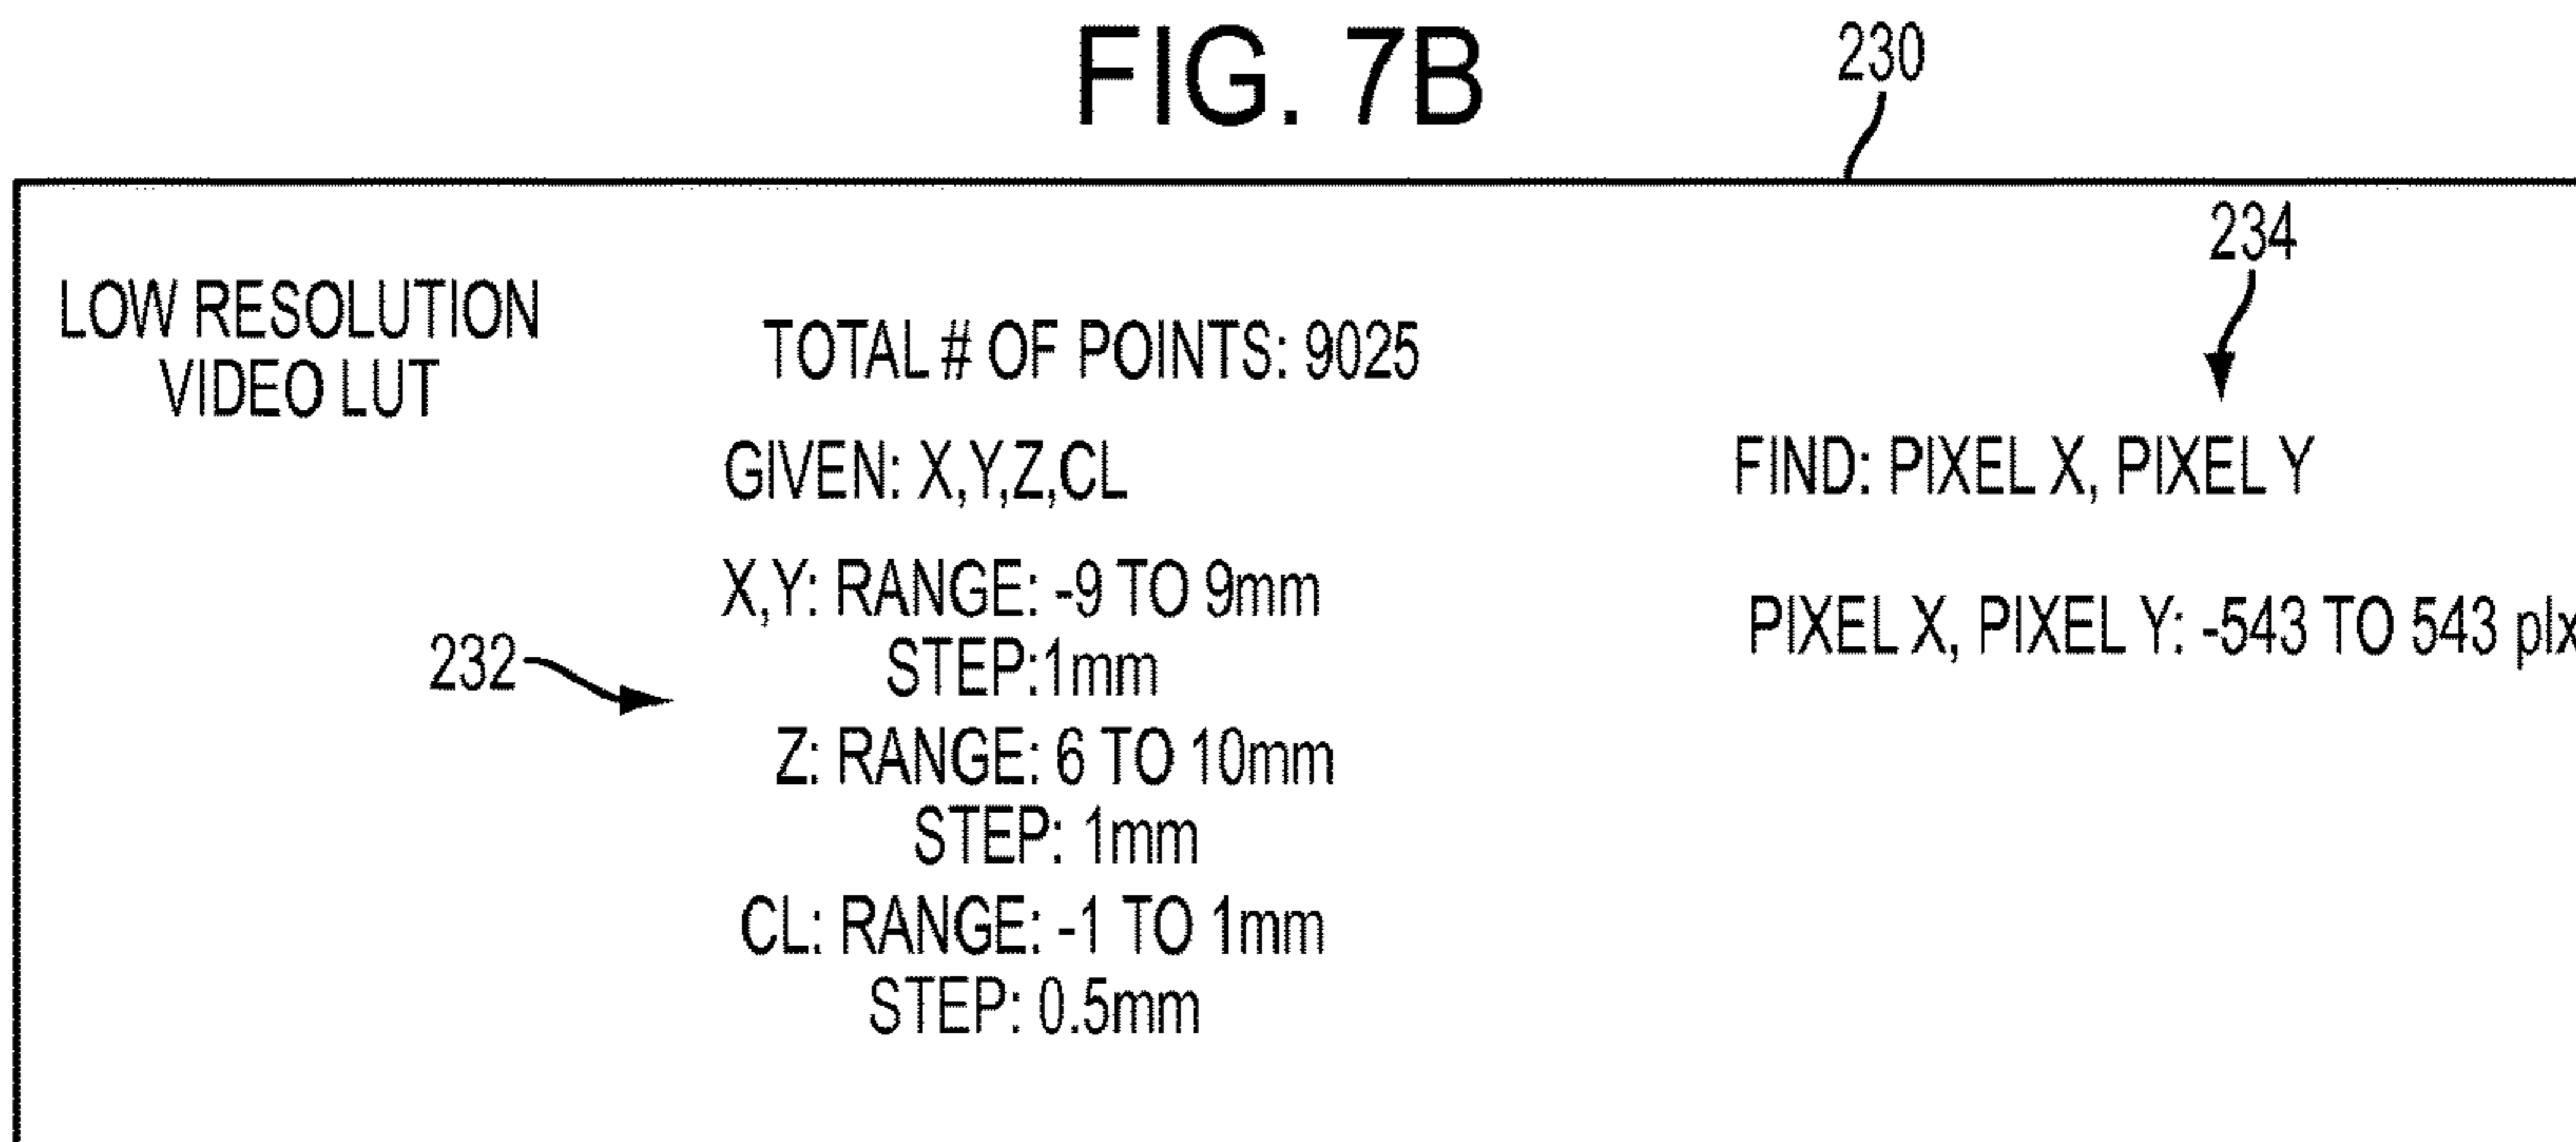 FIG. 7B
230
234
LOW RESOLUTION
VIDEO LUT
TOTAL # OF POINTS: 9025
GIVEN: X,Y,Z,CL
FIND: PIXEL X, PIXEL Y
X,Y: RANGE: -9 TO 9mm
STEP:1mm
PIXEL X, PIXEL Y: -543 TO 543 plx
232
Z: RANGE: 6 TO 10mm
STEP: 1mm
CL: RANGE: -1 TO 1mm
STEP: 0.5mm